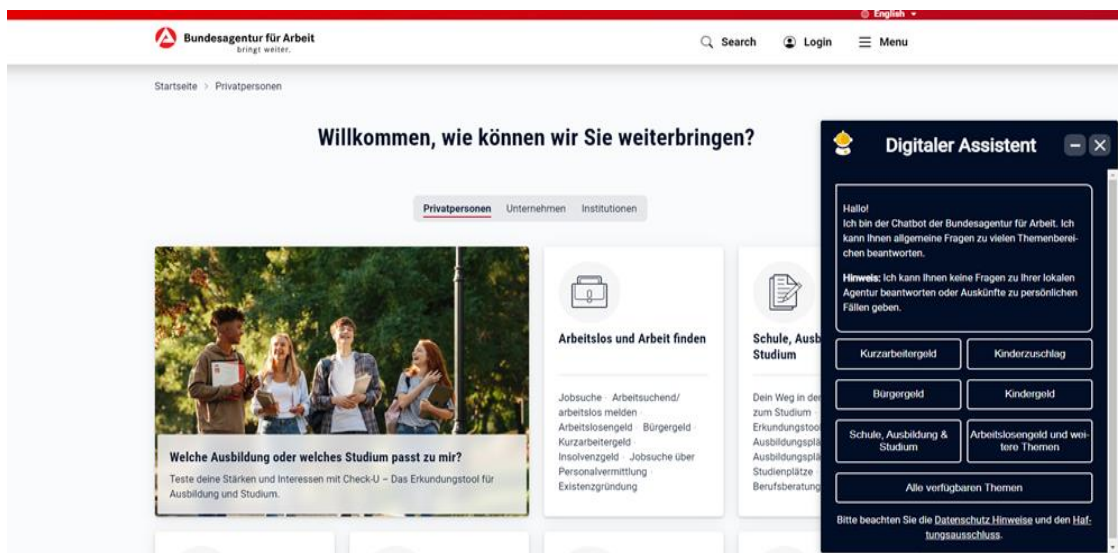 English
Bundesagentur für Arbeit
bringt weiter.
Search
Login
Menu
Startseite > Privatpersonen
Willkommen, wie können wir Sie weiterbringen?
Privatpersonen Unternehmen Institutionen
Welche Ausbildung oder welches Studium passt zu mir?
Teste deine Stärken und Interessen mit Check-U – Das Erkundungstool für
Ausbildung und Studium.
Arbeitslos und Arbeit finden
Jobsuche · Arbeitsuchend/
arbeitslos melden ·
Arbeitslosengeld · Bürgergeld ·
Kurzarbeitergeld ·
Insolvenzgeld · Jobsuche über
Personalvermittlung ·
Existenzgründung
Schule, Ausb
Studium
Dein Weg in der
zum Studium ·
Erkundungstool
Ausbildungsplä
Ausbildungsplä
Studienplätze ·
Berufsberatung
Digitaler Assistent
Hallo!
Ich bin der Chatbot der Bundesagentur für Arbeit. Ich
kann Ihnen allgemeine Fragen zu vielen Themenberei-
chen beantworten.
Hinweis: Ich kann Ihnen keine Fragen zu Ihrer lokalen
Agentur beantworten oder Auskünfte zu persönlichen
Fällen geben.
Kurzarbeitergeld
Kinderzuschlag
Bürgergeld
Kindergeld
Schule, Ausbildung &
Studium
Arbeitslosengeld und wei-
tere Themen
Alle verfügbaren Themen
Bitte beachten Sie die Datenschutz Hinweise und den Haf-
tungsausschluss.